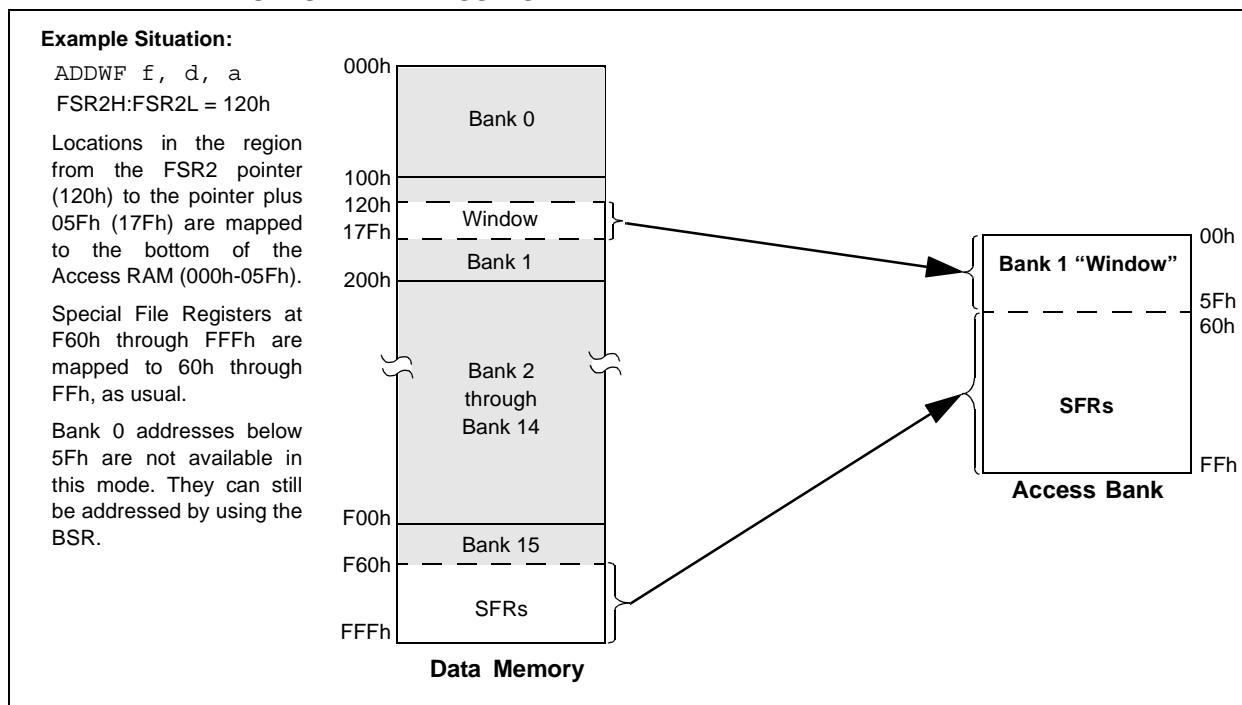 Example Situation:
ADDWF f, d, a
FSR2H:FSR2L = 120h
Locations in the region
from the FSR2 pointer
(120h) to the pointer plus
05Fh (17Fh) are mapped
to the bottom of the
Access RAM (000h-05Fh).
Special File Registers at
F60h through FFFh are
mapped to 60h through
FFh, as usual.
Bank 0 addresses below
5Fh are not available in
this mode. They can still
be addressed by using the
BSR.
000h
Bank 0
100h
120h
Window
17Fh
Bank 1
200h
Bank 2
through
Bank 14
F00h
Bank 15
F60h
SFRs
FFFh
Data Memory
00h
Bank 1 “Window”
5Fh
60h
SFRs
FFh
Access Bank